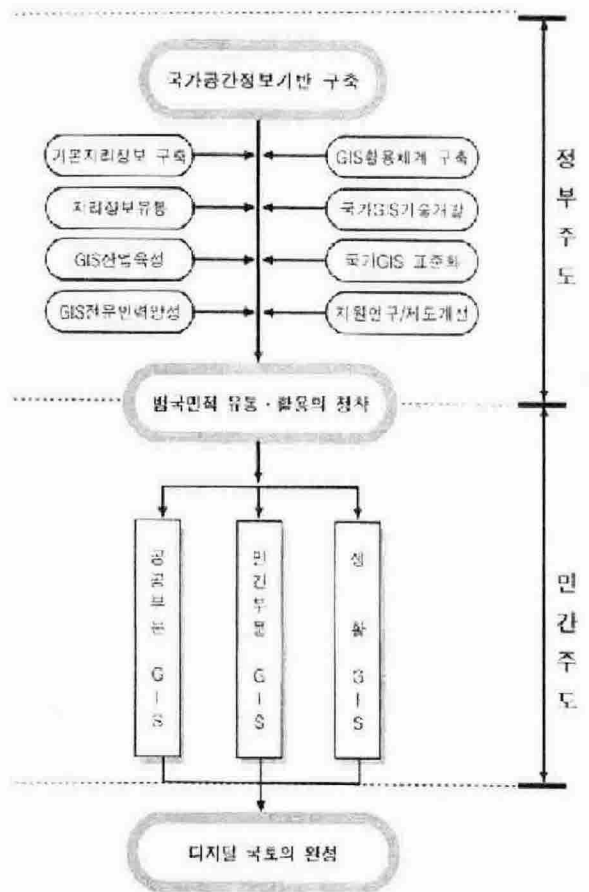 국가공간정보기반 구축
기본지리정보 구축
GIS활용체계 구축
지리정보유통
국가GIS기술개발
GIS산업육성
국가GIS 표준화
GIS전문인력양성
지원연구/제도개선
정부주도
범국민적 유통·활용의 정착
공공부문 GIS
민간부문 GIS
생활 GIS
민간주도
디지털 국토의 완성